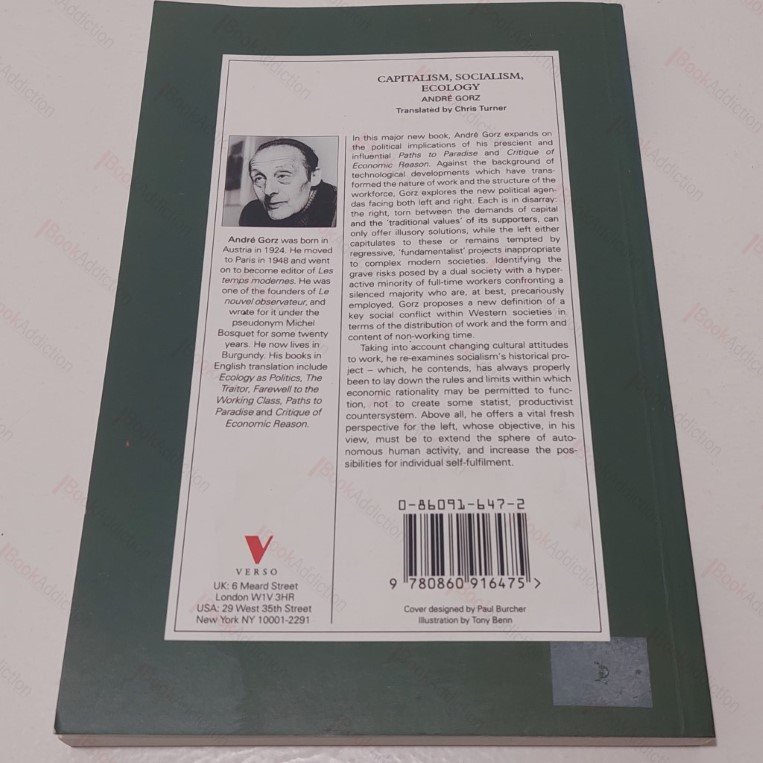 CAPITALISM, SOCIALISM,
ECOLOGY
ANDRÉ GORZ
Translated by Chris Turner
In this major new book, André Gorz expands on
the political implications of his prescient and
influential Paths to Paradise and Critique of
Economic Reason. Against the background of
technological developments which have trans-
formed the nature of work and the structure of the
workforce, Gorz explores the new political agen-
das facing both left and right. Each is in disarray:
the right, torn between the demands of capital
and the 'traditional values' of its supporters, can
only offer illusory solutions, while the left either
capitulates to these or remains tempted by
regressive, 'fundamentalist' projects inappropriate
to complex modern societies. Identifying the
grave risks posed by a dual society with a hyper-
active minority of full-time workers confronting a
silenced majority who are, at best, precariously
employed, Gorz proposes a new definition of a
key social conflict within Western societies in
terms of the distribution of work and the form and
content of non-working time.
Taking into account changing cultural attitudes
to work, he re-examines socialism's historical pro-
ject – which, he contends, has always properly
been to lay down the rules and limits within which
economic rationality may be permitted to func-
tion, not to create some statist, productivist
countersystem. Above all, he offers a vital fresh
perspective for the left, whose objective, in his
view, must be to extend the sphere of auto-
nomous human activity, and increase the pos-
sibilities for individual self-fulfilment.
André Gorz was born in
Austria in 1924. He moved
to Paris in 1948 and went
on to become editor of Les
temps modernes. He was
one of the founders of Le
nouvel observateur, and
wrote for it under the
pseudonym Michel
Bosquet for some twenty
years. He now lives in
Burgundy. His books in
English translation include
Ecology as Politics, The
Traitor, Farewell to the
Working Class, Paths to
Paradise and Critique of
Economic Reason.
VERSO
UK: 6 Meard Street
London W1V 3HR
USA: 29 West 35th Street
New York NY 10001-2291
0-86091-647-2
9 780860 916475 >
Cover designed by Paul Burcher
Illustration by Tony Benn
BookAddiction